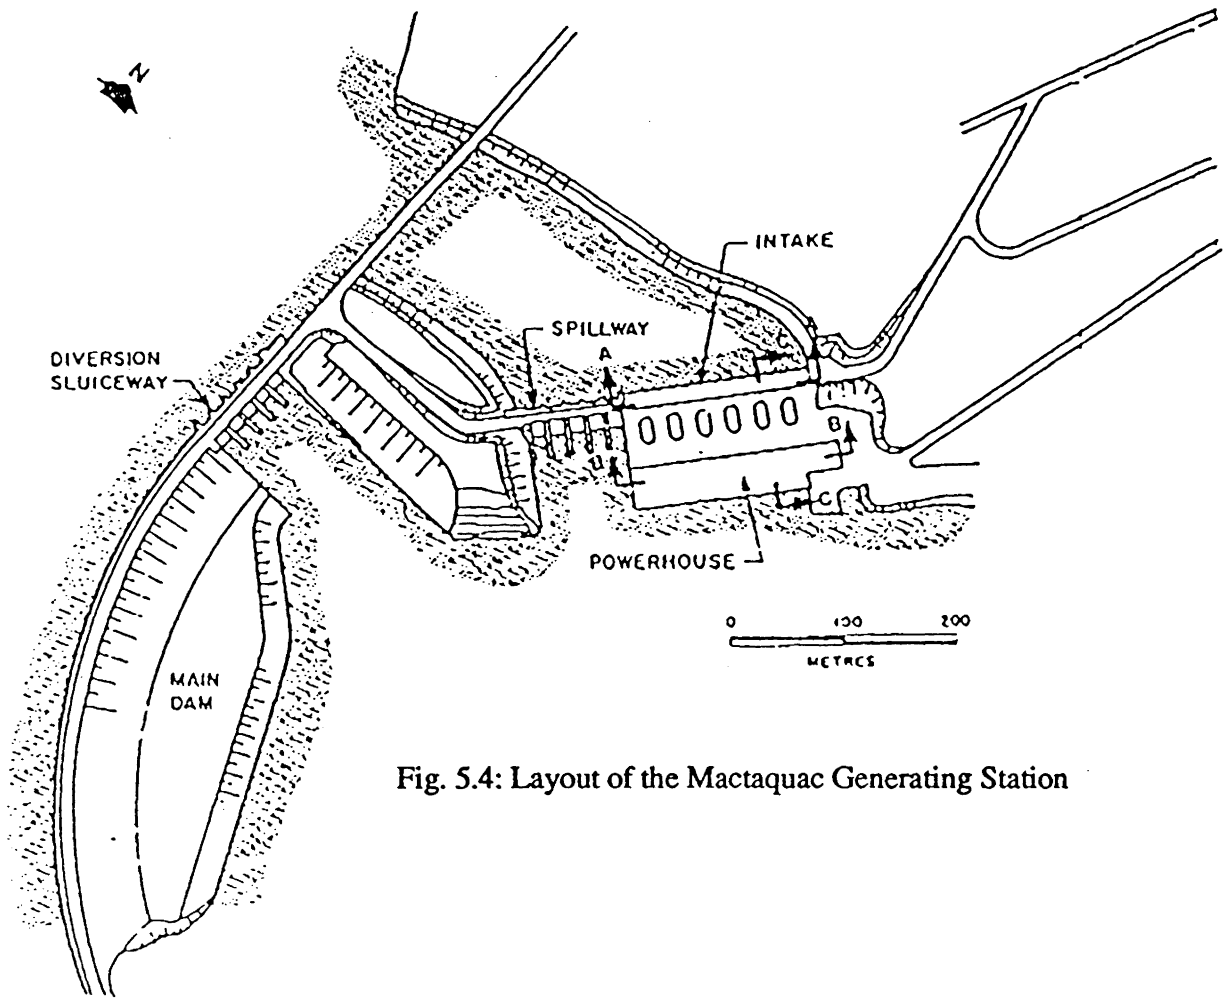 N
INTAKE
SPILLWAY
DIVERSION
SLUICEWAY
A
A
C
B
B
C
POWERHOUSE
0 100 200
METRES
MAIN
DAM
Fig. 5.4: Layout of the Mactaquac Generating Station